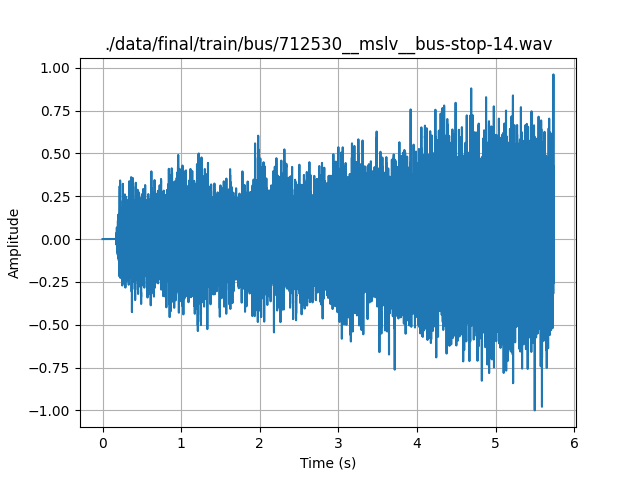 ./data/final/train/bus/712530__mslv__bus-stop-14.wav
1.00
0.75
0.50
0.25
0.00
−0.25
−0.50
−0.75
−1.00
Amplitude
0 1 2 3 4 5 6
Time (s)